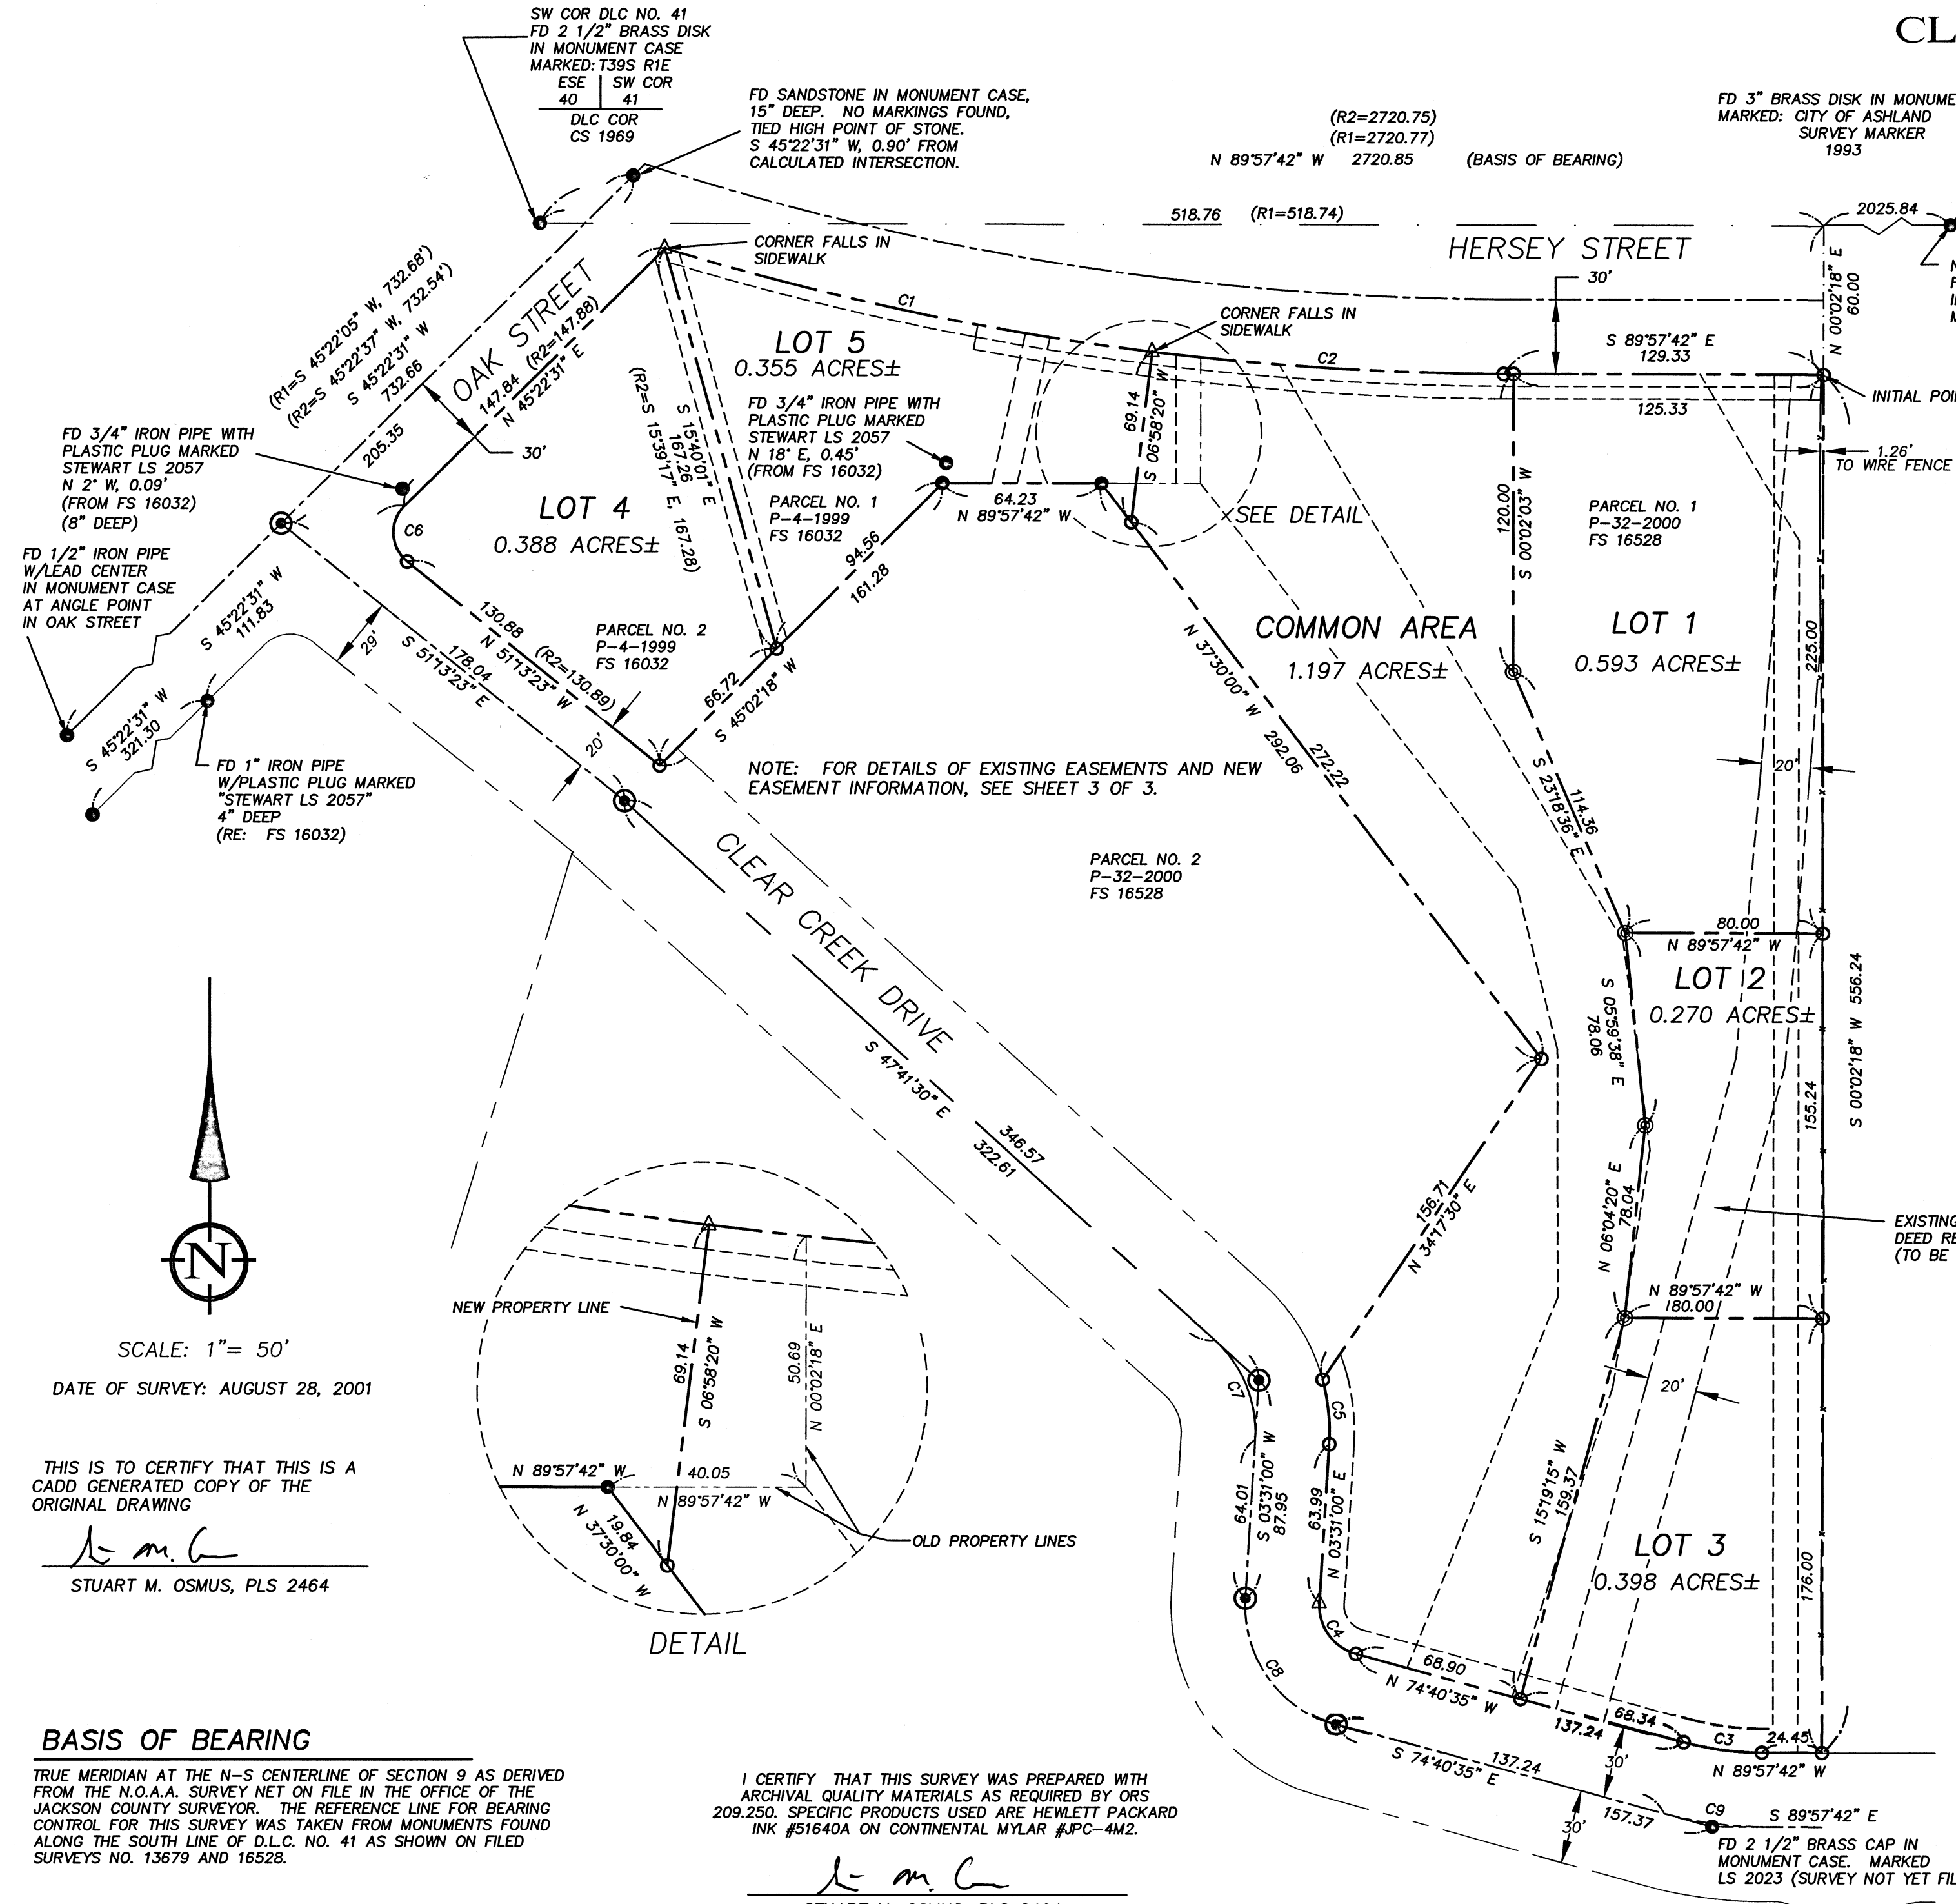 CL
SW COR DLC NO. 41
FD 2 1/2" BRASS DISK
IN MONUMENT CASE
MARKED: T39S R1E
ESE SW COR
40 41
DLC COR
CS 1969
FD SANDSTONE IN MONUMENT CASE,
15" DEEP. NO MARKINGS FOUND,
TIED HIGH POINT OF STONE.
S 45°22'31" W, 0.90' FROM
CALCULATED INTERSECTION.
(R2=2720.75)
(R1=2720.77)
N 89°57'42" W 2720.85 (BASIS OF BEARING)
FD 3" BRASS DISK IN MONUME
MARKED: CITY OF ASHLAND
SURVEY MARKER
1993
518.76 (R1=518.74)
2025.84
HERSEY STREET
30'
N 00°02'18" E
60.00
CORNER FALLS IN
SIDEWALK
C1
CORNER FALLS IN
SIDEWALK
C2
S 89°57'42" E
129.33
125.33
INITIAL POI
1.26'
TO WIRE FENCE
(R1=S 45°22'05" W, 732.68')
(R2=S 45°22'37" W, 732.54')
S 45°22'31" W
732.66
205.35
OAK STREET
147.84 (R2=147.88)
N 45°22'31" E
30'
LOT 5
0.355 ACRES±
FD 3/4" IRON PIPE WITH
PLASTIC PLUG MARKED
STEWART LS 2057
N 18° E, 0.45'
(FROM FS 16032)
PARCEL NO. 1
P-4-1999
FS 16032
S 15°40'01" E
167.26
(R2=S 15°39'17" E, 167.28)
FD 3/4" IRON PIPE WITH
PLASTIC PLUG MARKED
STEWART LS 2057
N 2° W, 0.09'
(FROM FS 16032)
(8" DEEP)
C6
LOT 4
0.388 ACRES±
FD 1/2" IRON PIPE
W/LEAD CENTER
IN MONUMENT CASE
AT ANGLE POINT
IN OAK STREET
S 45°22'31" W
111.83
29'
S 45°22'31" W
321.30
FD 1" IRON PIPE
W/PLASTIC PLUG MARKED
"STEWART LS 2057"
4" DEEP
(RE: FS 16032)
130.88 (R2=130.89)
N 51°13'23" W
178.04
S 51°13'23" E
20'
PARCEL NO. 2
P-4-1999
FS 16032
66.72
S 45°02'18" W
94.56
161.28
64.23
N 89°57'42" W
69.14
S 06°58'20" W
SEE DETAIL
120.00
S 00°02'03" W
PARCEL NO. 1
P-32-2000
FS 16528
COMMON AREA
1.197 ACRES±
LOT 1
0.593 ACRES±
225.00
N 37°30'00" W
292.06
272.22
NOTE: FOR DETAILS OF EXISTING EASEMENTS AND NEW
EASEMENT INFORMATION, SEE SHEET 3 OF 3.
114.36
S 23°18'36" E
20'
PARCEL NO. 2
P-32-2000
FS 16528
CLEAR CREEK DRIVE
S 47°41'30" E
346.57
322.61
80.00
N 89°57'42" W
LOT 2
0.270 ACRES±
S 05°59'38" E
78.06
155.24
S 00°02'18" W 556.24
N 06°04'20" E
78.04
156.71
N 34°17'30" E
EXISTING
DEED RE
(TO BE
N 89°57'42" W
80.00
20'
SCALE: 1"= 50'
DATE OF SURVEY: AUGUST 28, 2001
N
NEW PROPERTY LINE
69.14
S 06°58'20" W
50.69
N 00°02'18" E
N 89°57'42" W
40.05
N 89°57'42" W
19.84
N 37°30'00" W
OLD PROPERTY LINES
DETAIL
C7
C5
64.01
S 03°31'00" W
87.95
63.99
N 03°31'00" E
C4
C8
S 15°19'15" W
159.37
LOT 3
0.398 ACRES±
176.00
68.90
N 74°40'35" W
137.24
68.34
C3
24.45
N 89°57'42" W
137.24
S 74°40'35" E
30'
157.37
30'
C9
S 89°57'42" E
FD 2 1/2" BRASS CAP IN
MONUMENT CASE. MARKED
LS 2023 (SURVEY NOT YET FIL
THIS IS TO CERTIFY THAT THIS IS A
CADD GENERATED COPY OF THE
ORIGINAL DRAWING
STUART M. OSMUS, PLS 2464
BASIS OF BEARING
TRUE MERIDIAN AT THE N-S CENTERLINE OF SECTION 9 AS DERIVED
FROM THE N.O.A.A. SURVEY NET ON FILE IN THE OFFICE OF THE
JACKSON COUNTY SURVEYOR. THE REFERENCE LINE FOR BEARING
CONTROL FOR THIS SURVEY WAS TAKEN FROM MONUMENTS FOUND
ALONG THE SOUTH LINE OF D.L.C. NO. 41 AS SHOWN ON FILED
SURVEYS NO. 13679 AND 16528.
I CERTIFY THAT THIS SURVEY WAS PREPARED WITH
ARCHIVAL QUALITY MATERIALS AS REQUIRED BY ORS
209.250. SPECIFIC PRODUCTS USED ARE HEWLETT PACKARD
INK #51640A ON CONTINENTAL MYLAR #JPC-4M2.